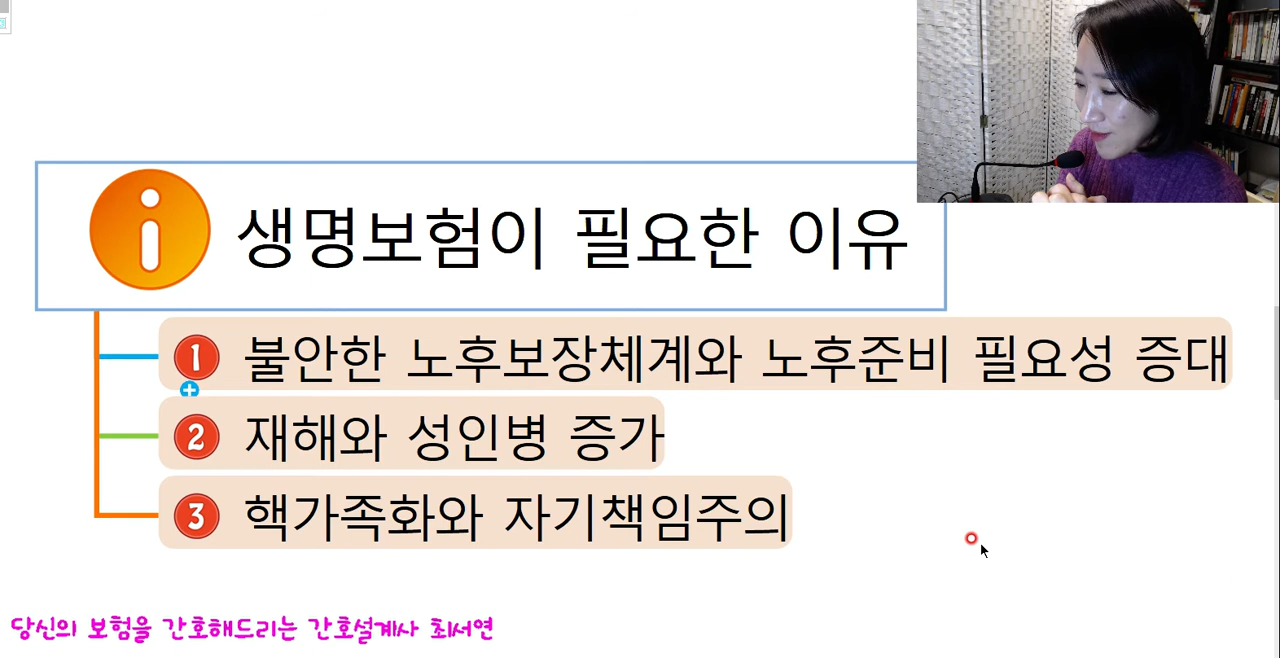 생명보험이 필요한 이유
1 불안한 노후보장체계와 노후준비 필요성 증대
2 재해와 성인병 증가
3 핵가족화와 자기책임주의
당신의 보험을 간호해드리는 간호설계사 최서연